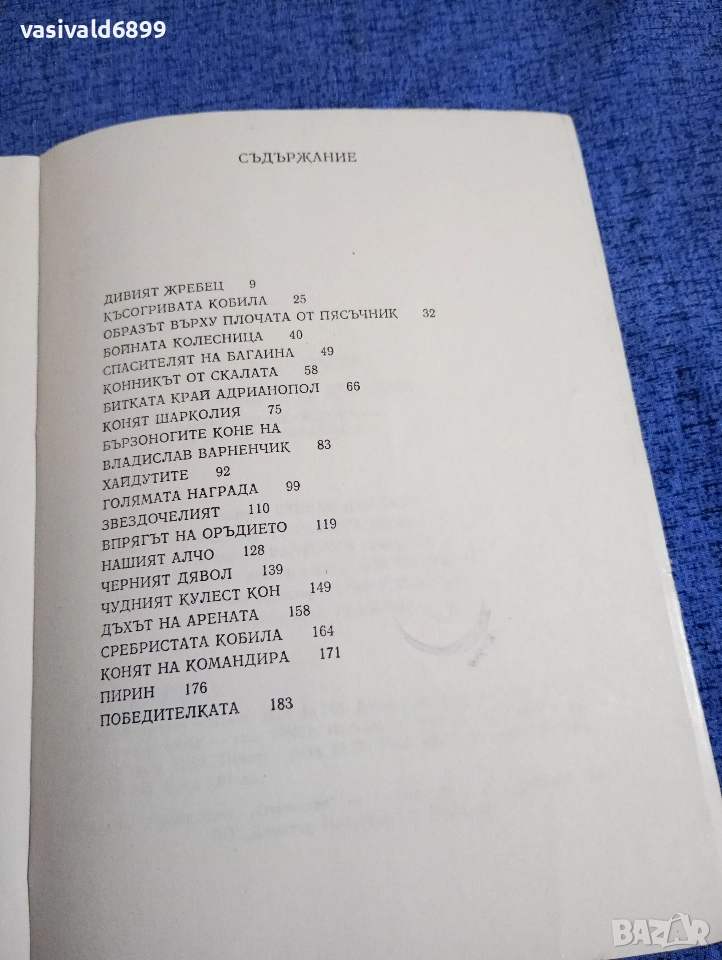 vasivald6899
СЪДЪРЖАНИЕ
ДИВИЯТ ЖРЕБЕЦ 9
КЪСОГРИВАТА КОБИЛА 25
ОБРАЗЪТ ВЪРХУ ПЛОЧАТА ОТ ПЯСЪЧНИК 32
БОЙНАТА КОЛЕСНИЦА 40
СПАСИТЕЛЯТ НА БАГАИНА 49
КОННИКЪТ ОТ СКАЛАТА 58
БИТКАТА КРАЙ АДРИАНОПОЛ 66
КОНЯТ ШАРКОЛИЯ 75
БЪРЗОНОГИТЕ КОНЕ НА
ВЛАДИСЛАВ ВАРНЕНЧИК 83
ХАЙДУТИТЕ 92
ГОЛЯМАТА НАГРАДА 99
ЗВЕЗДОЧЕЛИЯТ 110
ВПРЯГЪТ НА ОРЪДИЕТО 119
НАШИЯТ АЛЧО 128
ЧЕРНИЯТ ДЯВОЛ 139
ЧУДНИЯТ КУЛЕСТ КОН 149
ДЪХЪТ НА АРЕНАТА 158
СРЕБРИСТАТА КОБИЛА 164
КОНЯТ НА КОМАНДИРА 171
ПИРИН 176
ПОБЕДИТЕЛКАТА 183
BAZAR